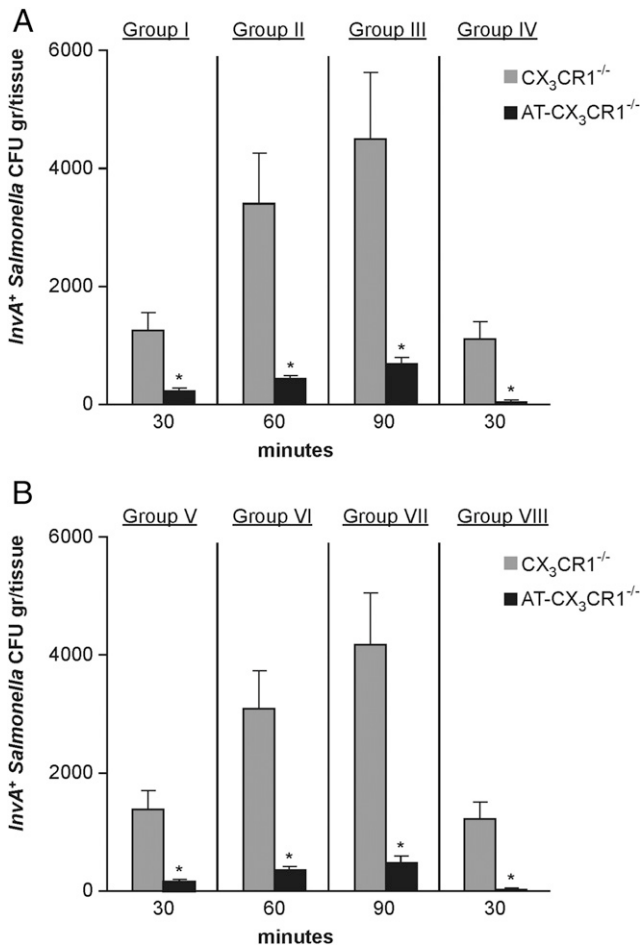 A
Group I Group II Group III Group IV
6000
4000
2000
0
InvA+ Salmonella CFU gr/tissue
CX3CR1-/-
AT-CX3CR1-/-
* * * *
30 60 90 30
minutes
B
Group V Group VI Group VII Group VIII
6000
4000
2000
0
InvA+ Salmonella CFU gr/tissue
CX3CR1-/-
AT-CX3CR1-/-
* * * *
30 60 90 30
minutes